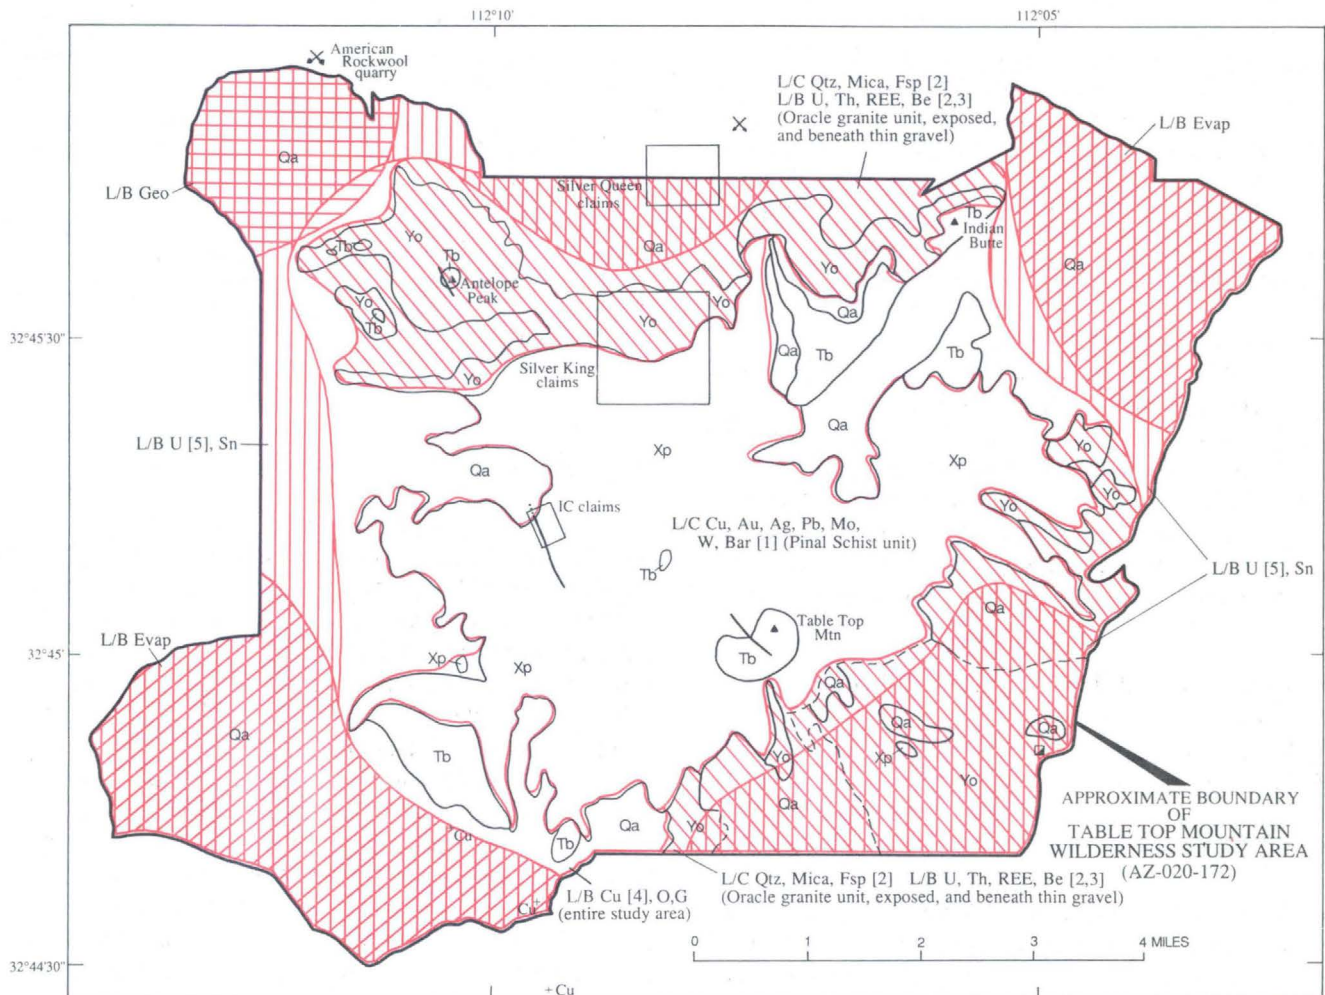 112°10'
112°05'
American
Rockwool
quarry
L/C Qtz, Mica, Fsp [2]
L/B U, Th, REE, Be [2,3]
(Oracle granite unit, exposed,
and beneath thin gravel)
L/B Evap
Qa
L/B Geo
Silver Queen
claims
Tb
Indian
Butte
Yo
Tb
Tb
Qa
Qa
Antelope
Peak
Yo
Yo
Yo
Yo
Tb
Qa
32°45'30"
Qa
Tb
Tb
Silver King
claims
Yo
L/B U [5], Sn
Qa
Xp
Xp
Yo
Qa
Yo
IC claims
Yo
L/C Cu, Au, Ag, Pb, Mo,
W, Bar [1] (Pinal Schist unit)
Tb
L/B U [5], Sn
Qa
Table Top
Mtn
L/B Evap
32°45'
Xp
Xp
Tb
Qa
Qa
Qa
Qa
Tb
Yo
Xp
Yo
Qa
APPROXIMATE BOUNDARY
OF
TABLE TOP MOUNTAIN
WILDERNESS STUDY AREA
(AZ-020-172)
Cu
Tb
Qa
Yo
L/C Qtz, Mica, Fsp [2] L/B U, Th, REE, Be [2,3]
(Oracle granite unit, exposed, and beneath thin gravel)
L/B Cu [4], O,G
(entire study area)
Cu+
0 1 2 3 4 MILES
32°44'30"
+ Cu